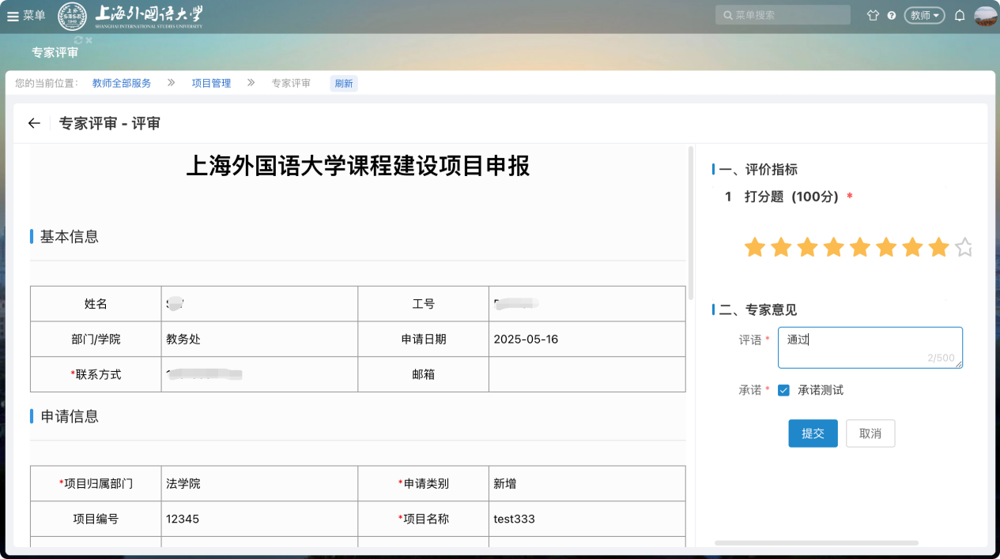 菜单
上海外国语大学
SHANGHAI INTERNATIONAL STUDIES UNIVERSITY
菜单搜索
教师
专家评审
您的当前位置： 教师全部服务 项目管理 专家评审 刷新
专家评审 - 评审
上海外国语大学课程建设项目申报
基本信息
姓名 工号
部门/学院 教务处 申请日期 2025-05-16
*联系方式 邮箱
申请信息
*项目归属部门 法学院 *申请类别 新增
项目编号 12345 *项目名称 test333
一、评价指标
1 打分题 (100分) *
二、专家意见
评语 * 通过
2/500
承诺 * 承诺测试
提交 取消